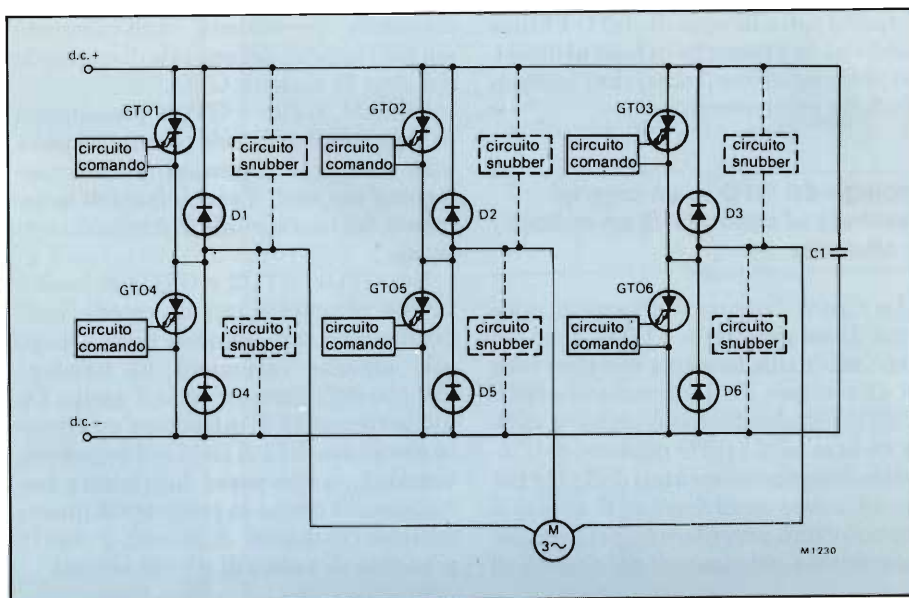 d.c.+
GTO1
circuito
comando
circuito
snubber
GTO2
circuito
comando
circuito
snubber
GTO3
circuito
comando
circuito
snubber
D1
D2
D3
C1
GTO4
circuito
comando
circuito
snubber
GTO5
circuito
comando
circuito
snubber
GTO6
circuito
comando
circuito
snubber
D4
D5
D6
d.c.-
M
3~
M1230